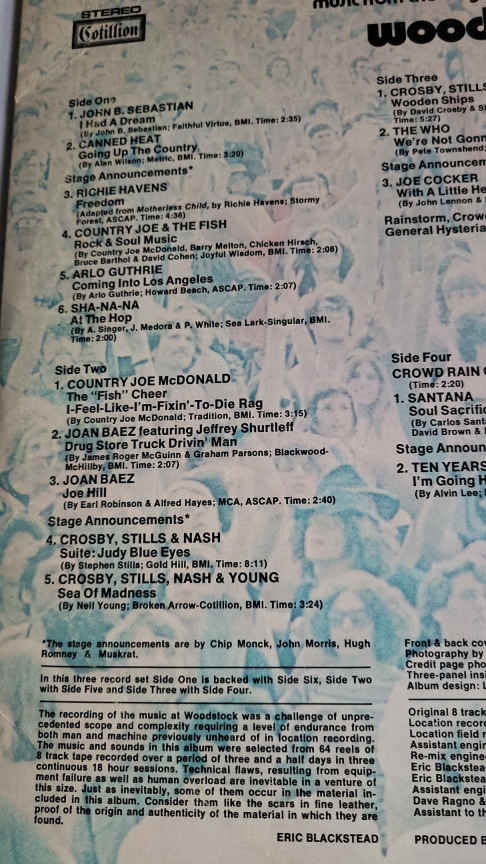 STEREO
Cotillion
music from the
WOOD
Side One
1. JOHN B. SEBASTIAN
I Had A Dream
(By John B. Sebastian; Faithful Virtue, BMI. Time: 2:35)
2. CANNED HEAT
Going Up The Country
(By Alan Wilson; Metric, BMI. Time: 3:20)
Stage Announcements*
3. RICHIE HAVENS
Freedom
(Adapted from Motherless Child, by Richie Havens; Stormy
Forest, ASCAP. Time: 4:36)
4. COUNTRY JOE & THE FISH
Rock & Soul Music
(By Country Joe McDonald, Barry Melton, Chicken Hirsch,
Bruce Barthol & David Cohen; Joyful Wisdom, BMI. Time: 2:06)
5. ARLO GUTHRIE
Coming Into Los Angeles
(By Arlo Guthrie; Howard Beach, ASCAP. Time: 2:07)
6. SHA-NA-NA
At The Hop
(By A. Singer, J. Medora & P. White; Sea Lark-Singular, BMI.
Time: 2:00)
Side Two
1. COUNTRY JOE McDONALD
The "Fish" Cheer
I-Feel-Like-I'm-Fixin'-To-Die Rag
(By Country Joe McDonald; Tradition, BMI. Time: 3:15)
2. JOAN BAEZ featuring Jeffrey Shurtleff
Drug Store Truck Drivin' Man
(By James Roger McGuinn & Graham Parsons; Blackwood-
McHillby, BMI. Time: 2:07)
3. JOAN BAEZ
Joe Hill
(By Earl Robinson & Alfred Hayes; MCA, ASCAP. Time: 2:40)
Stage Announcements*
4. CROSBY, STILLS & NASH
Suite: Judy Blue Eyes
(By Stephen Stills; Gold Hill, BMI. Time: 8:11)
5. CROSBY, STILLS, NASH & YOUNG
Sea Of Madness
(By Neil Young; Broken Arrow-Cotillion, BMI. Time: 3:24)
*The stage announcements are by Chip Monck, John Morris, Hugh
Romney & Muskrat.
In this three record set Side One is backed with Side Six, Side Two
with Side Five and Side Three with Side Four.
The recording of the music at Woodstock was a challenge of unpre-
cedented scope and complexity requiring a level of endurance from
both man and machine previously unheard of in location recording.
The music and sounds in this album were selected from 64 reels of
8 track tape recorded over a period of three and a half days in three
continuous 18 hour sessions. Technical flaws, resulting from equip-
ment failure as well as human overload are inevitable in a venture of
this size. Just as inevitably, some of them occur in the material in-
cluded in this album. Consider them like the scars in fine leather,
proof of the origin and authenticity of the material in which they are
found.
ERIC BLACKSTEAD
Side Three
1. CROSBY, STILLS
Wooden Ships
(By David Crosby & S
Time: 5:27)
2. THE WHO
We're Not Gonn
(By Pete Townshend;
Stage Announcem
3. JOE COCKER
With A Little He
(By John Lennon &
Rainstorm, Crow
General Hysteria
Side Four
CROWD RAIN
(Time: 2:20)
1. SANTANA
Soul Sacrific
(By Carlos Sant
David Brown &
Stage Announ
2. TEN YEARS
I'm Going H
(By Alvin Lee;
Front & back cov
Photography by
Credit page pho
Three-panel insi
Album design: L
Original 8 track
Location record
Location field r
Assistant engin
Re-mix enginee
Eric Blackstea
Eric Blackstea
Assistant engi
Dave Ragno &
Assistant to th
PRODUCED B